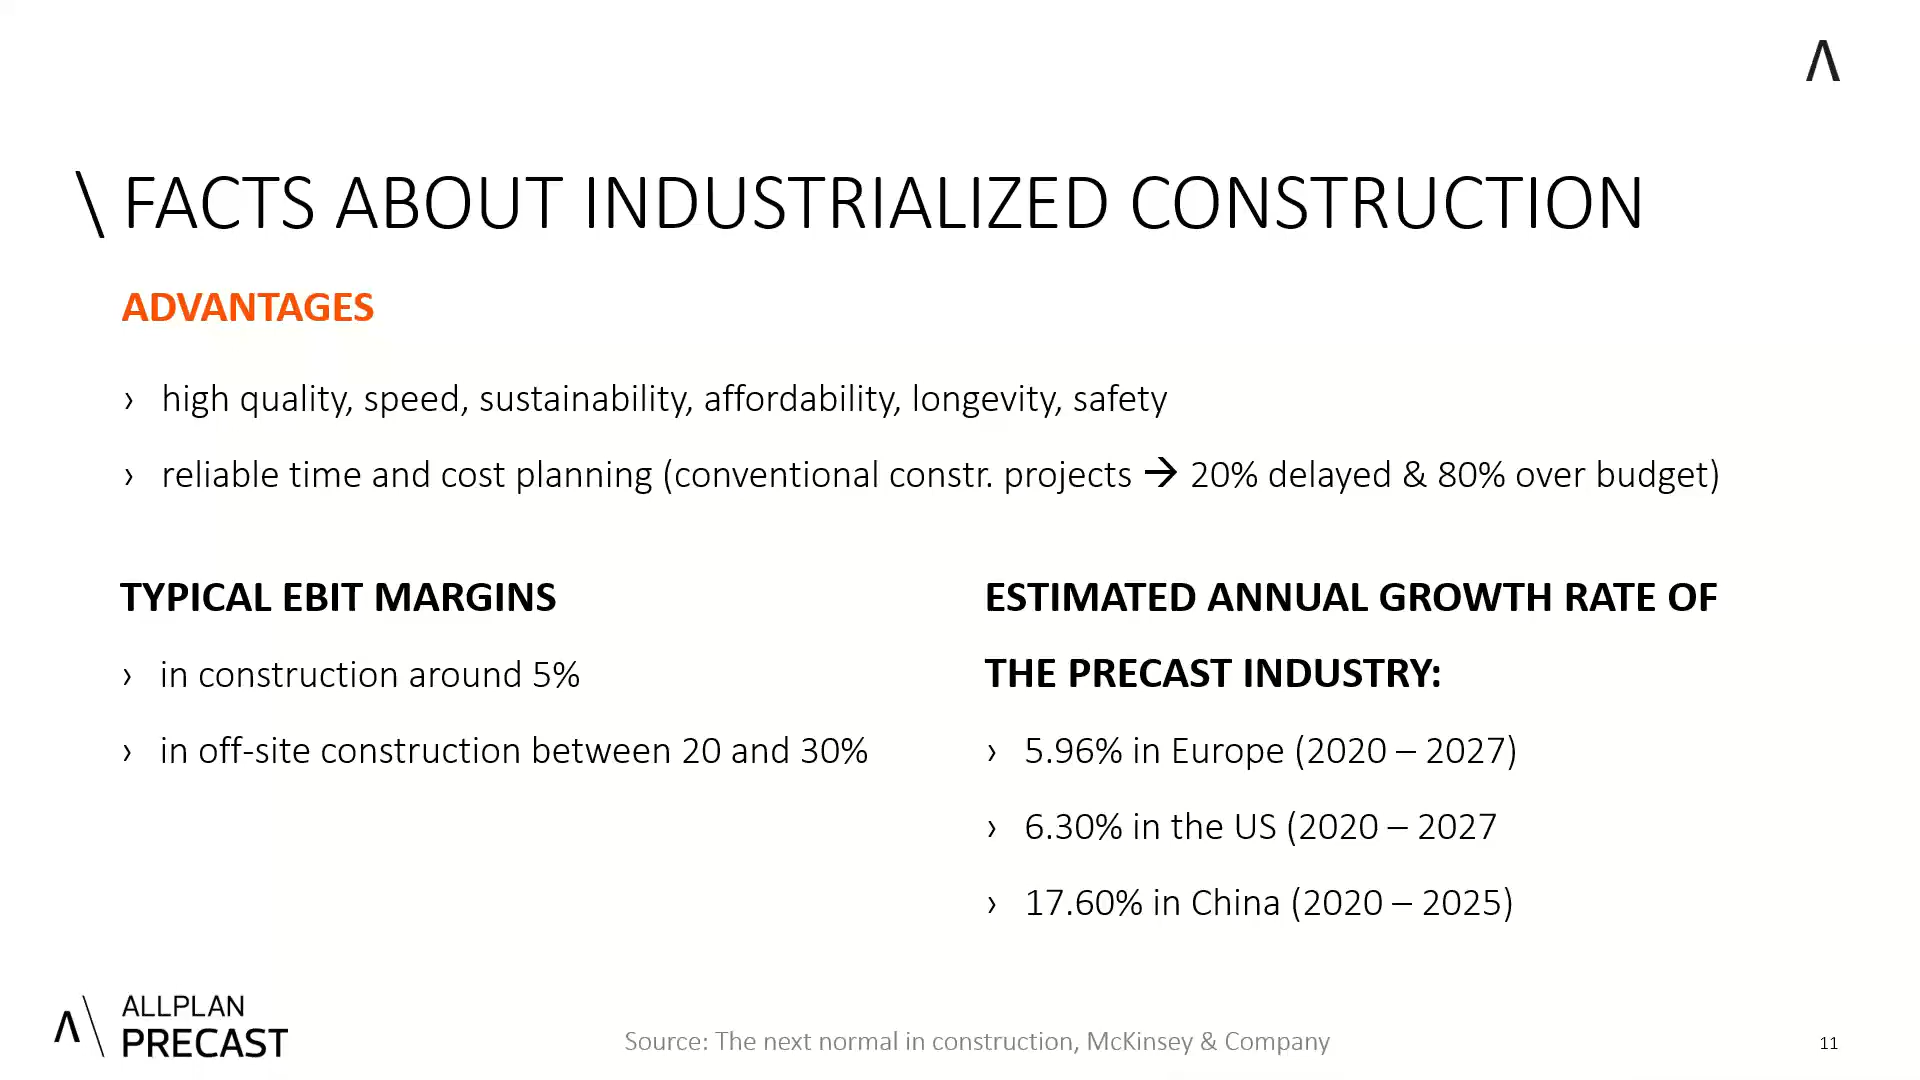 \ FACTS ABOUT INDUSTRIALIZED CONSTRUCTION
ADVANTAGES
› high quality, speed, sustainability, affordability, longevity, safety
› reliable time and cost planning (conventional constr. projects → 20% delayed & 80% over budget)
TYPICAL EBIT MARGINS
› in construction around 5%
› in off-site construction between 20 and 30%
ESTIMATED ANNUAL GROWTH RATE OF
THE PRECAST INDUSTRY:
› 5.96% in Europe (2020 – 2027)
› 6.30% in the US (2020 – 2027
› 17.60% in China (2020 – 2025)
ALLPLAN
PRECAST
Source: The next normal in construction, McKinsey & Company
11